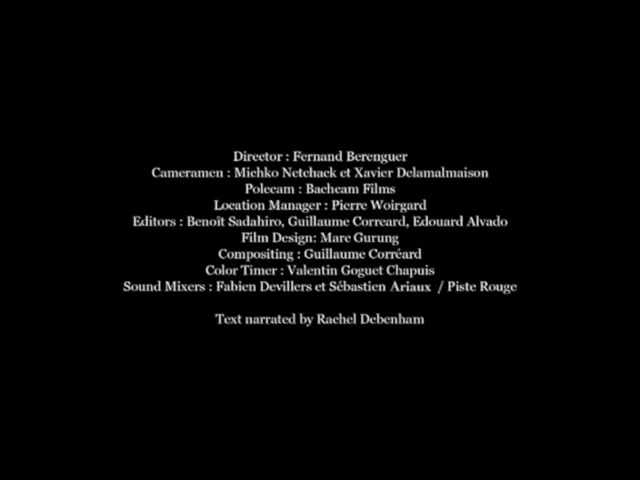 Director : Fernand Berenguer
Cameramen : Michko Netchack et Xavier Delamalmaison
Polecam : Bacheam Films
Location Manager : Pierre Woirgard
Editors : Benoît Sadahiro, Guillaume Correard, Edouard Alvado
Film Design: Marc Gurung
Compositing : Guillaume Corréard
Color Timer : Valentin Goguet Chapuis
Sound Mixers : Fabien Devillers et Sébastien Ariaux / Piste Rouge
Text narrated by Rachel Debenham